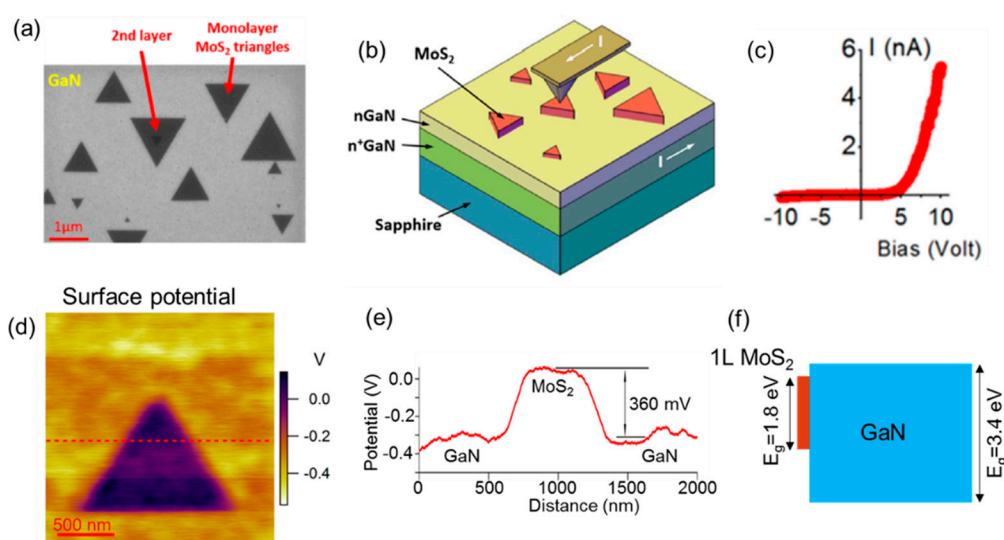 (a)
2nd layer
Monolayer
MoS2 triangles
GaN
1μm
(b)
MoS2
I
nGaN
n+GaN
I
Sapphire
(c)
I (nA)
6
4
2
-10
-5
0
5
10
Bias (Volt)
(d)
Surface potential
V
0.0
-0.2
-0.4
500 nm
(e)
Potential (V)
0.0
-0.2
-0.4
MoS2
360 mV
GaN
GaN
0
500
1000
1500
2000
Distance (nm)
(f)
1L MoS2
Eg=1.8 eV
GaN
Eg=3.4 eV